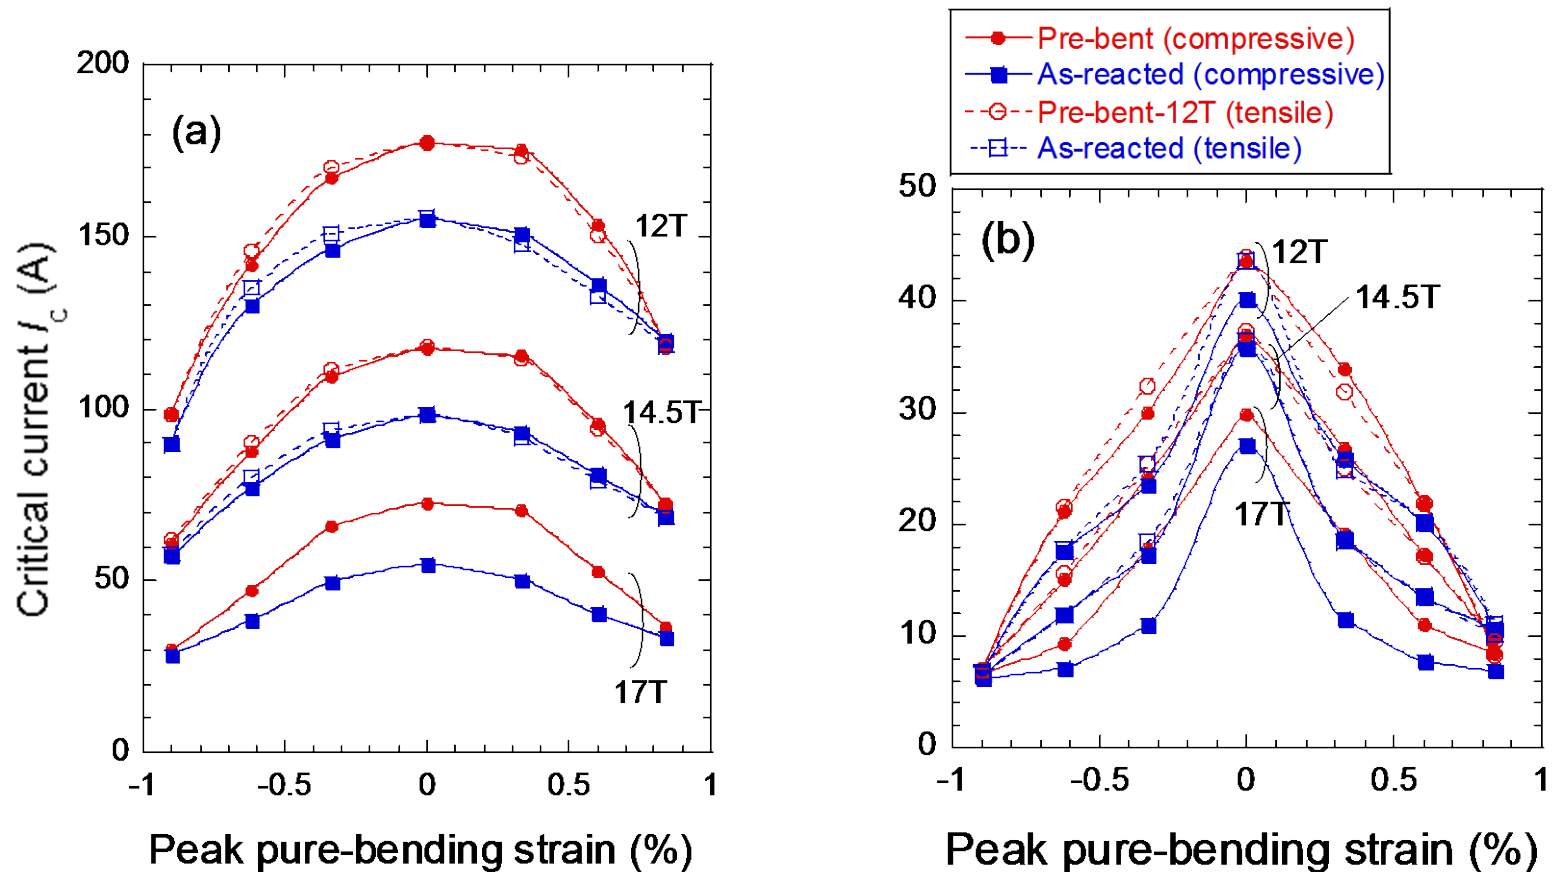 (a)
200
150
100
50
0
-1
-0.5
0
0.5
1
12T
14.5T
17T
Critical current I_C (A)
Peak pure-bending strain (%)
Pre-bent (compressive)
As-reacted (compressive)
Pre-bent-12T (tensile)
As-reacted (tensile)
(b)
50
40
30
20
10
0
-1
-0.5
0
0.5
1
12T
14.5T
17T
Peak pure-bending strain (%)